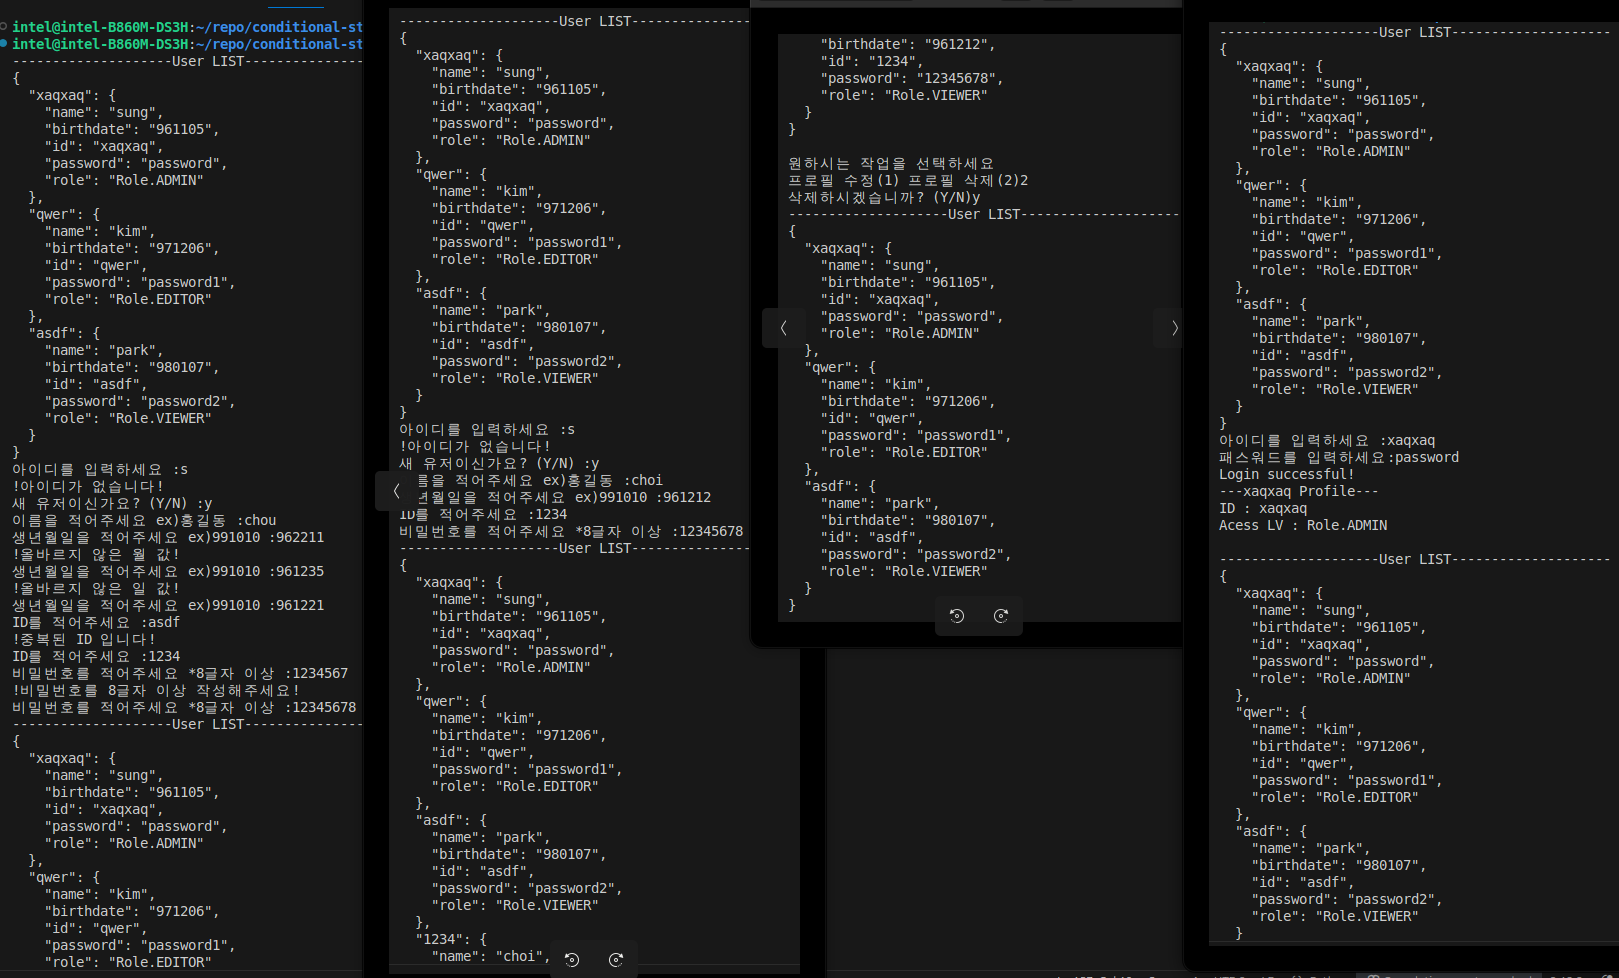 intel@intel-B860M-DS3H:~/repo/conditional-st
intel@intel-B860M-DS3H:~/repo/conditional-st
--------------------User LIST---------------
{
  "xaqxaq": {
    "name": "sung",
    "birthdate": "961105",
    "id": "xaqxaq",
    "password": "password",
    "role": "Role.ADMIN"
  },
  "qwer": {
    "name": "kim",
    "birthdate": "971206",
    "id": "qwer",
    "password": "password1",
    "role": "Role.EDITOR"
  },
  "asdf": {
    "name": "park",
    "birthdate": "980107",
    "id": "asdf",
    "password": "password2",
    "role": "Role.VIEWER"
  }
}
아이디를 입력하세요 :s
!아이디가 없습니다!
새 유저이신가요? (Y/N) :y
이름을 적어주세요 ex)홍길동 :chou
생년월일을 적어주세요 ex)991010 :962211
!올바르지 않은 월 값!
생년월일을 적어주세요 ex)991010 :961235
!올바르지 않은 일 값!
생년월일을 적어주세요 ex)991010 :961221
ID를 적어주세요 :asdf
!중복된 ID 입니다!
ID를 적어주세요 :1234
비밀번호를 적어주세요 *8글자 이상 :1234567
!비밀번호를 8글자 이상 작성해주세요!
비밀번호를 적어주세요 *8글자 이상 :12345678
--------------------User LIST---------------
{
  "xaqxaq": {
    "name": "sung",
    "birthdate": "961105",
    "id": "xaqxaq",
    "password": "password",
    "role": "Role.ADMIN"
  },
  "qwer": {
    "name": "kim",
    "birthdate": "971206",
    "id": "qwer",
    "password": "password1",
    "role": "Role.EDITOR"
--------------------User LIST---------------
{
  "xaqxaq": {
    "name": "sung",
    "birthdate": "961105",
    "id": "xaqxaq",
    "password": "password",
    "role": "Role.ADMIN"
  },
  "qwer": {
    "name": "kim",
    "birthdate": "971206",
    "id": "qwer",
    "password": "password1",
    "role": "Role.EDITOR"
  },
  "asdf": {
    "name": "park",
    "birthdate": "980107",
    "id": "asdf",
    "password": "password2",
    "role": "Role.VIEWER"
  }
}
아이디를 입력하세요 :s
!아이디가 없습니다!
새 유저이신가요? (Y/N) :y
름을 적어주세요 ex)홍길동 :choi
년월일을 적어주세요 ex)991010 :961212
ID를 적어주세요 :1234
비밀번호를 적어주세요 *8글자 이상 :12345678
--------------------User LIST---------------
{
  "xaqxaq": {
    "name": "sung",
    "birthdate": "961105",
    "id": "xaqxaq",
    "password": "password",
    "role": "Role.ADMIN"
  },
  "qwer": {
    "name": "kim",
    "birthdate": "971206",
    "id": "qwer",
    "password": "password1",
    "role": "Role.EDITOR"
  },
  "asdf": {
    "name": "park",
    "birthdate": "980107",
    "id": "asdf",
    "password": "password2",
    "role": "Role.VIEWER"
  },
  "1234": {
    "name": "choi",
    "birthdate": "961212",
    "id": "1234",
    "password": "12345678",
    "role": "Role.VIEWER"
  }
}
원하시는 작업을 선택하세요
프로필 수정(1) 프로필 삭제(2)2
삭제하시겠습니까? (Y/N)y
--------------------User LIST--------------------
{
  "xaqxaq": {
    "name": "sung",
    "birthdate": "961105",
    "id": "xaqxaq",
    "password": "password",
    "role": "Role.ADMIN"
  },
  "qwer": {
    "name": "kim",
    "birthdate": "971206",
    "id": "qwer",
    "password": "password1",
    "role": "Role.EDITOR"
  },
  "asdf": {
    "name": "park",
    "birthdate": "980107",
    "id": "asdf",
    "password": "password2",
    "role": "Role.VIEWER"
  }
}
--------------------User LIST--------------------
{
  "xaqxaq": {
    "name": "sung",
    "birthdate": "961105",
    "id": "xaqxaq",
    "password": "password",
    "role": "Role.ADMIN"
  },
  "qwer": {
    "name": "kim",
    "birthdate": "971206",
    "id": "qwer",
    "password": "password1",
    "role": "Role.EDITOR"
  },
  "asdf": {
    "name": "park",
    "birthdate": "980107",
    "id": "asdf",
    "password": "password2",
    "role": "Role.VIEWER"
  }
}
아이디를 입력하세요 :xaqxaq
패스워드를 입력하세요:password
Login successful!
---xaqxaq Profile---
ID : xaqxaq
Acess LV : Role.ADMIN
--------------------User LIST--------------------
{
  "xaqxaq": {
    "name": "sung",
    "birthdate": "961105",
    "id": "xaqxaq",
    "password": "password",
    "role": "Role.ADMIN"
  },
  "qwer": {
    "name": "kim",
    "birthdate": "971206",
    "id": "qwer",
    "password": "password1",
    "role": "Role.EDITOR"
  },
  "asdf": {
    "name": "park",
    "birthdate": "980107",
    "id": "asdf",
    "password": "password2",
    "role": "Role.VIEWER"
  }